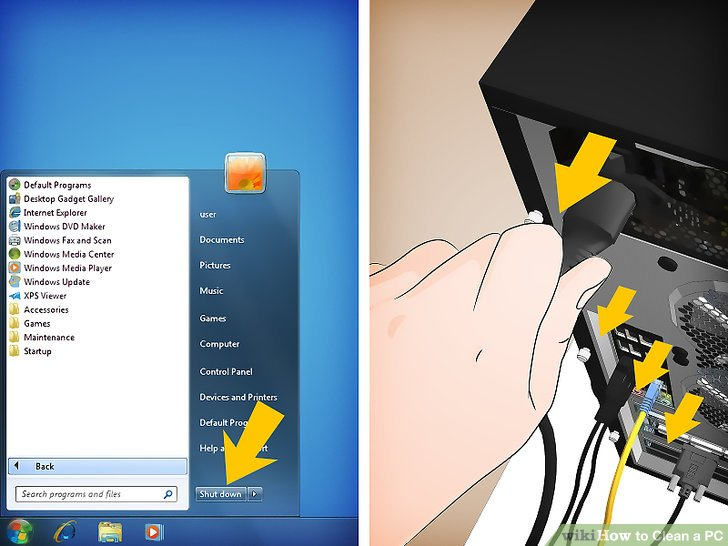 Default Programs
Desktop Gadget Gallery
Internet Explorer
Windows DVD Maker
Windows Fax and Scan
Windows Media Center
Windows Media Player
Windows Update
XPS Viewer
Accessories
Games
Maintenance
Startup
Back
Search programs and files
user
Documents
Pictures
Music
Games
Computer
Control Panel
Devices and Printers
Default Prog
Help a
rt
Shut down
wikiHow to Clean a PC